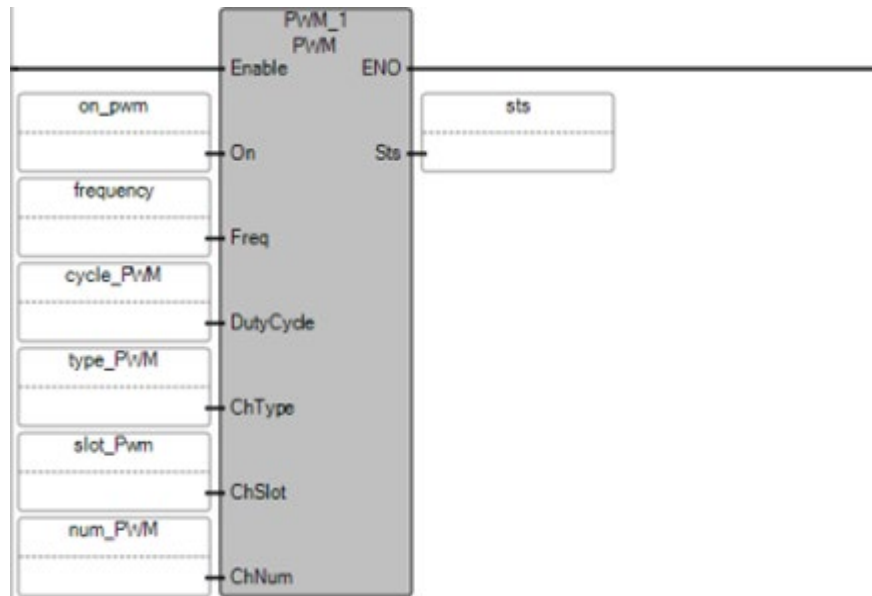 PWM_1
PWM
Enable ENO
on_pwm sts
On Sts
frequency
Freq
cycle_PWM
DutyCycle
type_PWM
ChType
slot_Pwm
ChSlot
num_PWM
ChNum